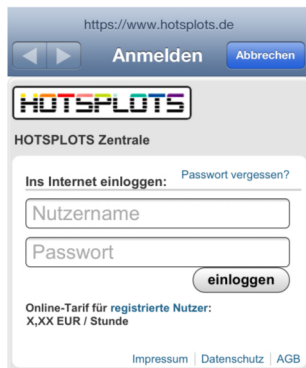 https://www.hotsplots.de
Anmelden
Abbrechen
HOTSPLOTS
HOTSPLOTS Zentrale
Ins Internet einloggen: Passwort vergessen?
Nutzername
Passwort
einloggen
Online-Tarif für registrierte Nutzer:
X,XX EUR / Stunde
Impressum | Datenschutz | AGB